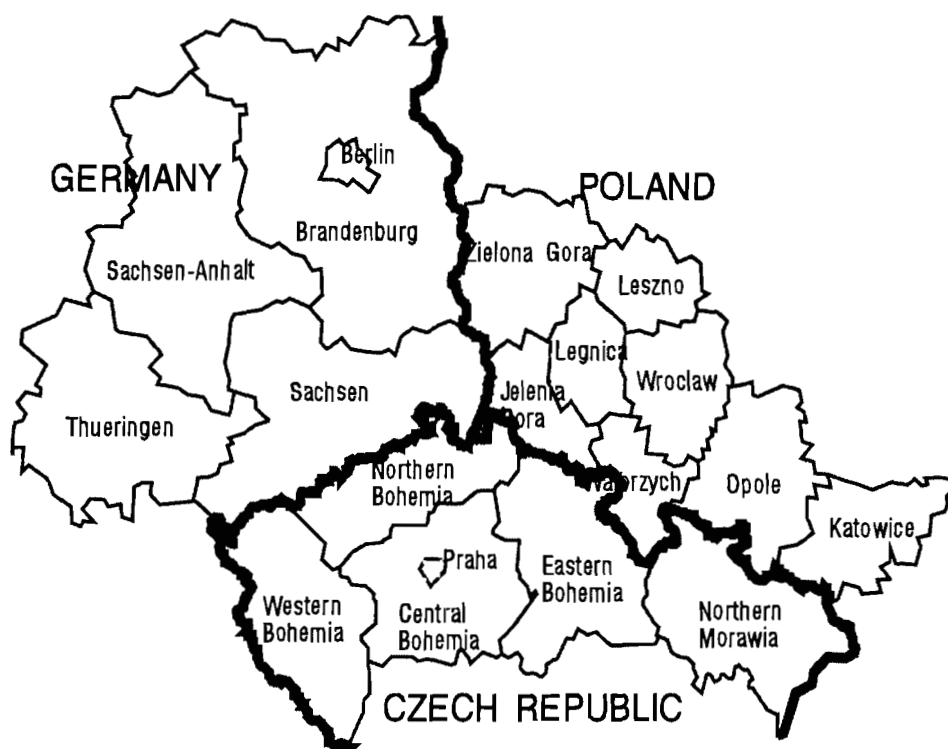 Berlin
GERMANY
POLAND
Brandenburg
Zielona Gora
Sachsen-Anhalt
Leszno
Legnica
Wroclaw
Sachsen
Jelenia
Gora
Thueringen
Northern
Bohemia
Walbrzych
Opole
Katowice
Praha
Eastern
Bohemia
Western
Bohemia
Central
Bohemia
Northern
Morawia
CZECH REPUBLIC